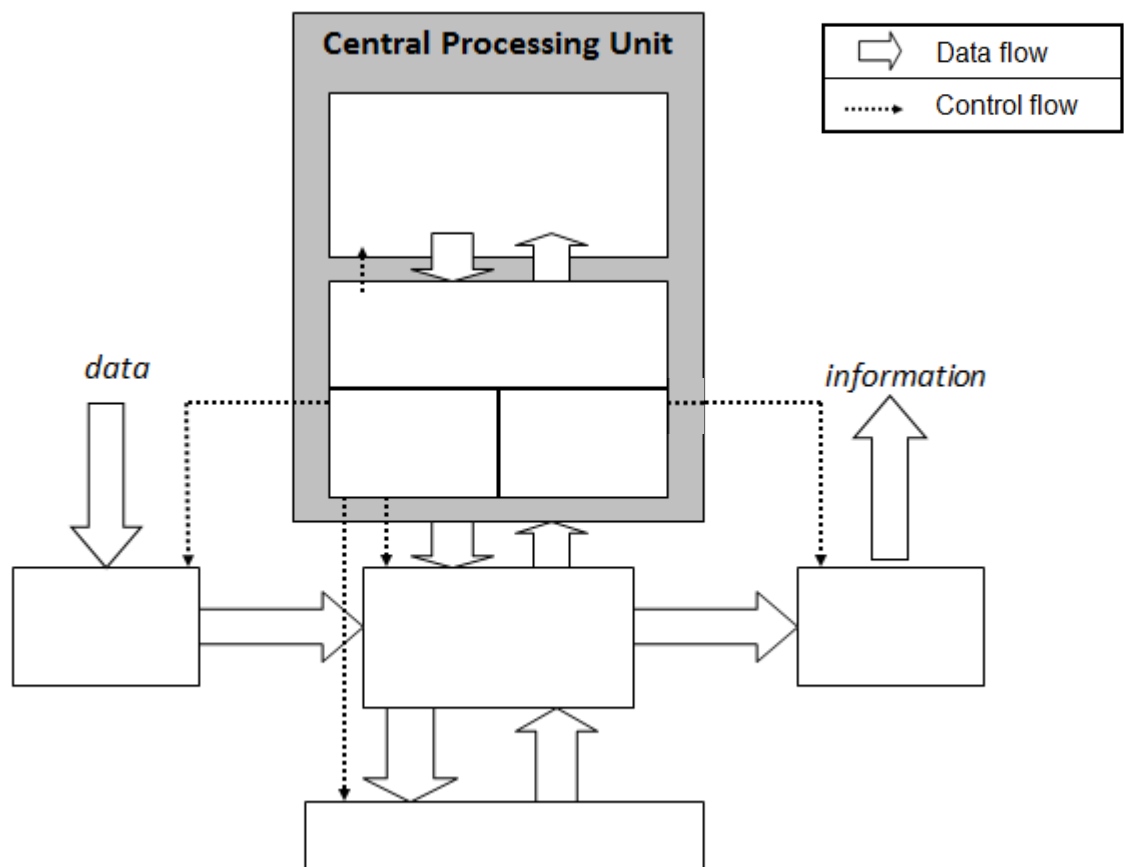 Central Processing Unit
Data flow
Control flow
data
information